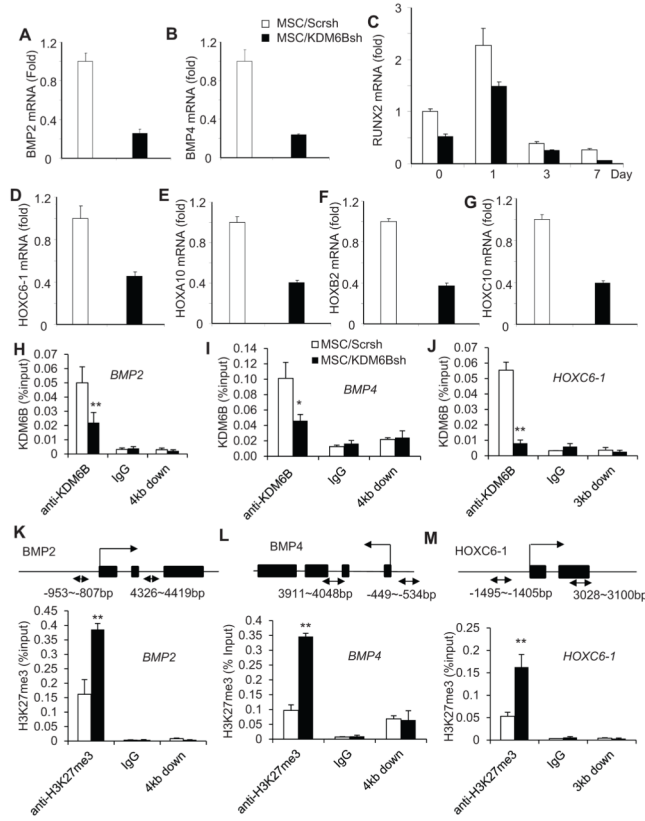 A
BMP2 mRNA (Fold)
1.2
0.8
0.4
0
B
BMP4 mRNA (fold)
1.2
0.8
0.4
0
MSC/Scrsh
MSC/KDM6Bsh
C
RUNX2 mRNA (fold)
3
2
1
0
0 1 3 7 Day
D
HOXC6-1 mRNA (fold)
1.2
0.8
0.4
0
E
HOXA10 mRNA (fold)
1.2
0.8
0.4
0
F
HOXB2 mRNA (fold)
1.2
0.8
0.4
0
G
HOXC10 mRNA (fold)
1.2
0.8
0.4
0
H
KDM6B (%input)
0.07
0.06
0.05
0.04
0.03
0.02
0.01
0
BMP2
**
anti-KDM6B
IgG
4kb down
I
KDM6B (%input)
0.14
0.12
0.10
0.08
0.06
0.04
0.02
0.00
MSC/Scrsh
MSC/KDM6Bsh
BMP4
*
anti-KDM6B
IgG
4kb down
J
KDM6B (%input)
0.07
0.06
0.05
0.04
0.03
0.02
0.01
0
HOXC6-1
**
anti-KDM6B
IgG
3kb down
K
BMP2
-953~-807bp 4326~4419bp
H3K27me3 (%input)
0.45
0.4
0.35
0.3
0.25
0.2
0.15
0.1
0.05
0
**
BMP2
anti-H3K27me3
IgG
4kb down
L
BMP4
3911~4048bp -449~-534bp
H3K27me3 (% Input)
0.4
0.35
0.3
0.25
0.2
0.15
0.1
0.05
0
**
BMP4
anti-H3K27me3
IgG
4kb down
M
HOXC6-1
-1495~-1405bp
3028~3100bp
H3K27me3 (%input)
0.25
0.2
0.15
0.1
0.05
0
**
HOXC6-1
anti-H3K27me3
IgG
3kb down